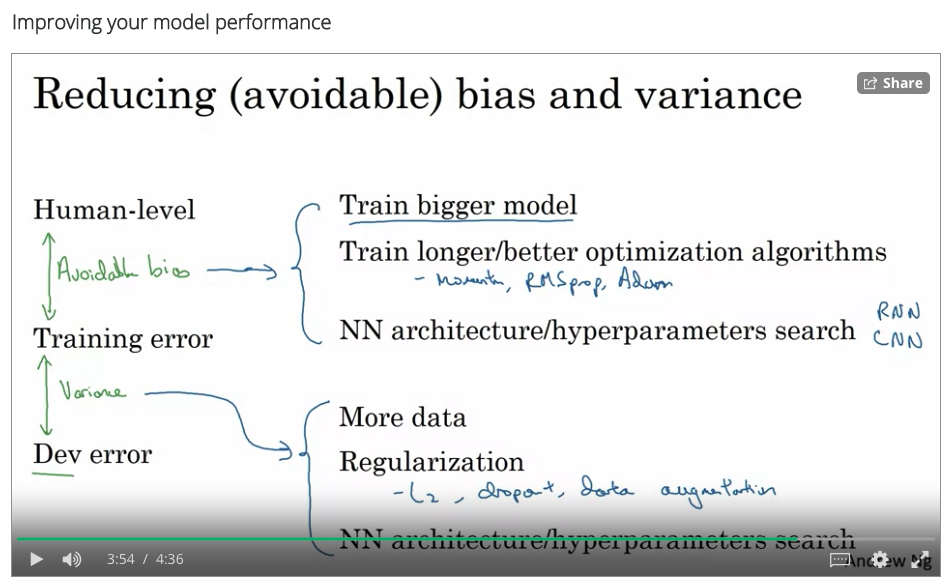 Improving your model performance
Reducing (avoidable) bias and variance
Share
Human-level
Avoidable bias
Training error
Variance
Dev error
Train bigger model
Train longer/better optimization algorithms
- Momentum, RMSprop, Adam
NN architecture/hyperparameters search
RNN
CNN
More data
Regularization
- L2, dropout, data augmentation
NN architecture/hyperparameters search
3:54 / 4:36
Andrew Ng